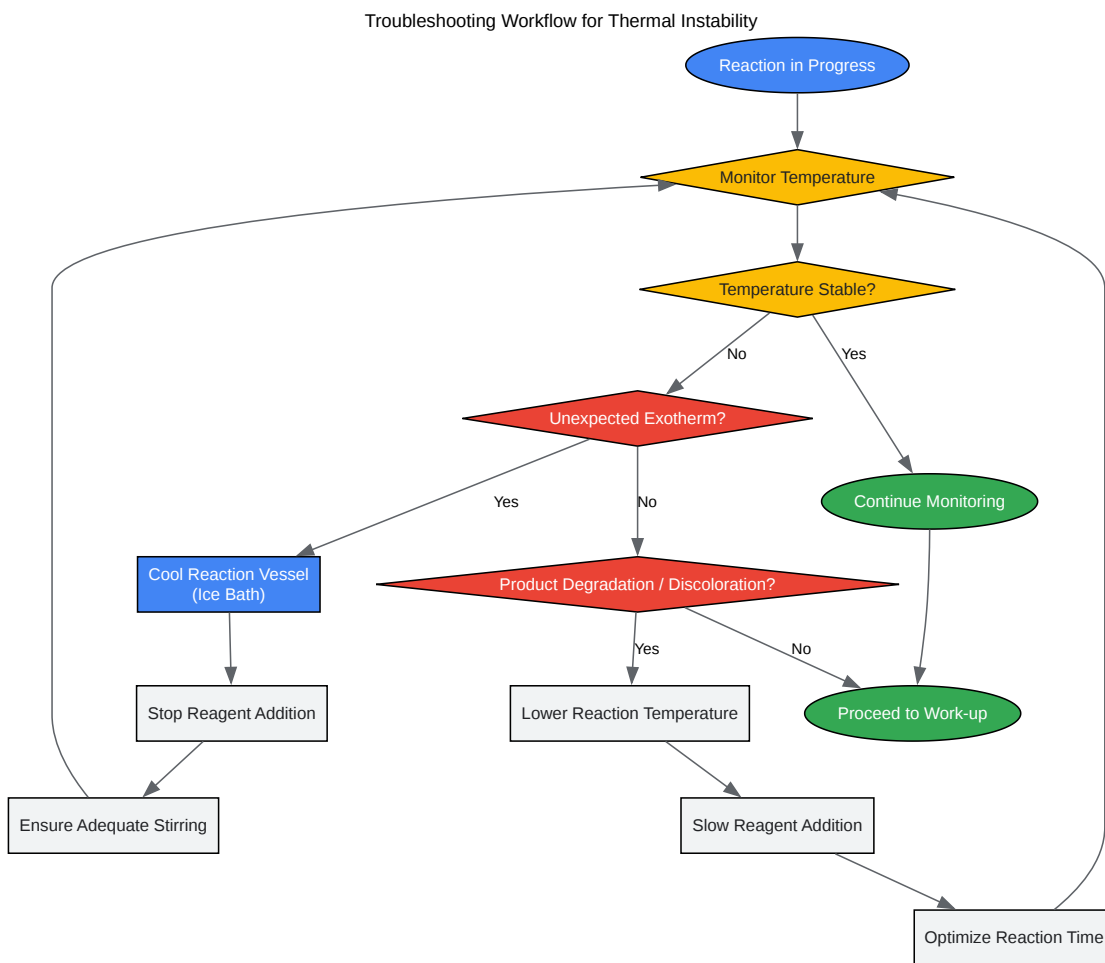 Troubleshooting Workflow for Thermal Instability
Reaction in Progress
Monitor Temperature
Temperature Stable?
No
Yes
Unexpected Exotherm?
Yes
No
Continue Monitoring
Cool Reaction Vessel
(Ice Bath)
Product Degradation / Discoloration?
Yes
No
Stop Reagent Addition
Lower Reaction Temperature
Proceed to Work-up
Ensure Adequate Stirring
Slow Reagent Addition
Optimize Reaction Time